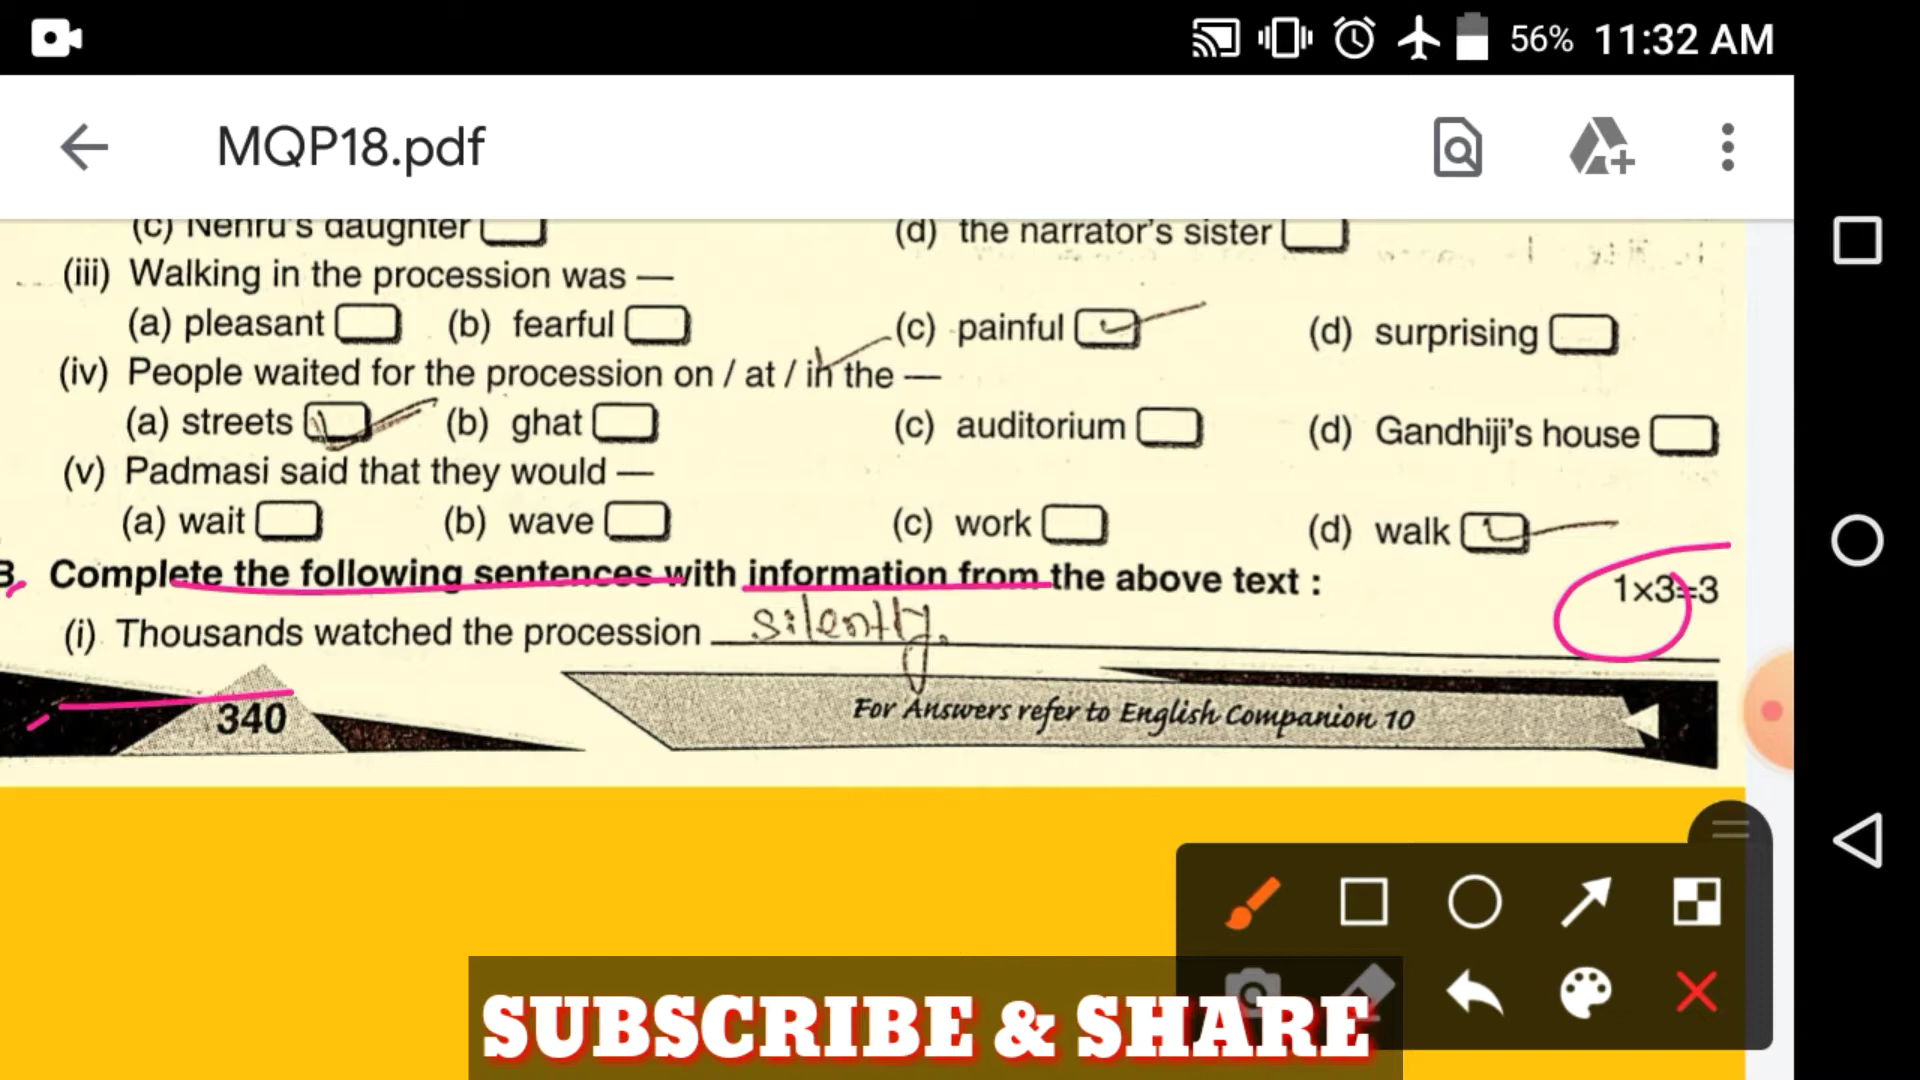 56% 11:32 AM
MQP18.pdf
(c) Nehru's daughter (d) the narrator's sister
(iii) Walking in the procession was —
(a) pleasant (b) fearful (c) painful (d) surprising
(iv) People waited for the procession on / at / in the —
(a) streets (b) ghat (c) auditorium (d) Gandhiji's house
(v) Padmasi said that they would —
(a) wait (b) wave (c) work (d) walk
B. Complete the following sentences with information from the above text : 1×3=3
(i) Thousands watched the procession silently.
340 For Answers refer to English Companion 10
SUBSCRIBE & SHARE